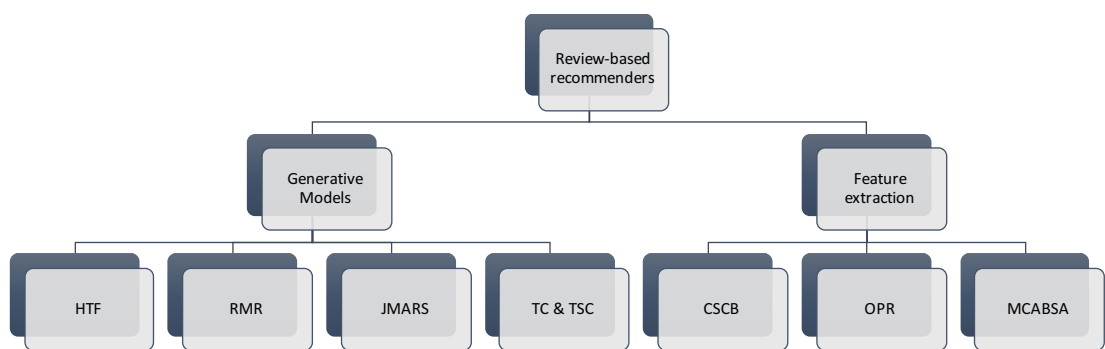 Review-based
recommenders
Generative
Models
Feature
extraction
HTF
RMR
JMARS
TC & TSC
CSCB
OPR
MCABSA